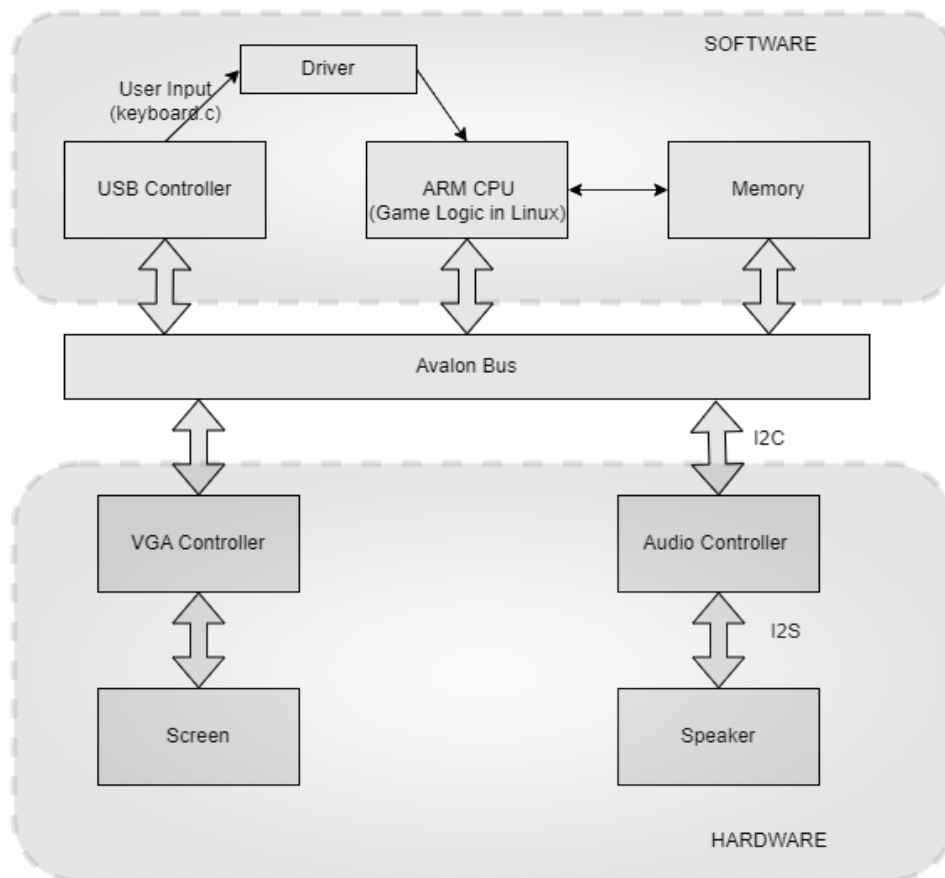 SOFTWARE
Driver
User Input
(keyboard.c)
USB Controller
ARM CPU
(Game Logic in Linux)
Memory
Avalon Bus
I2C
VGA Controller
Audio Controller
I2S
Screen
Speaker
HARDWARE